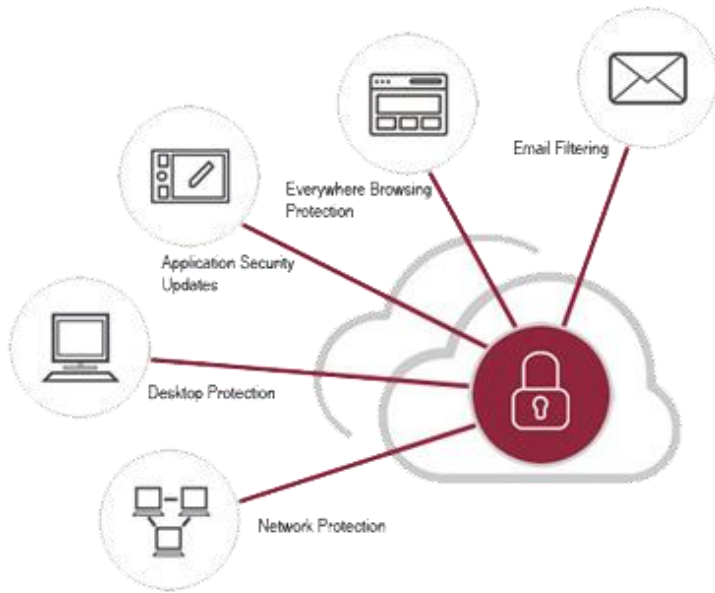 Email Filtering
Everywhere Browsing
Protection
Application Security
Updates
Desktop Protection
Network Protection